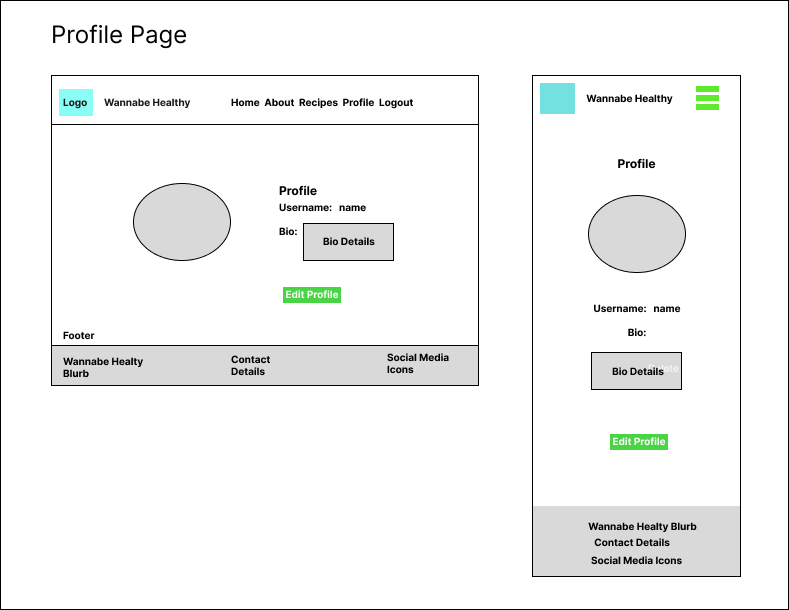 Profile Page
Logo
Wannabe Healthy
Home About Recipes Profile Logout
Profile
Username: name
Bio:
Bio Details
Edit Profile
Footer
Wannabe Healty
Blurb
Contact
Details
Social Media
Icons
Wannabe Healthy
Profile
Username: name
Bio:
Bio Details
Edit Profile
Wannabe Healty Blurb
Contact Details
Social Media Icons